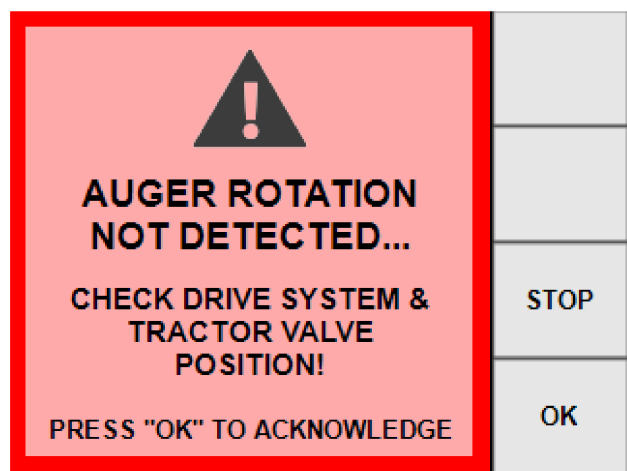 AUGER ROTATION
NOT DETECTED...
CHECK DRIVE SYSTEM &
TRACTOR VALVE
POSITION!
PRESS "OK" TO ACKNOWLEDGE
STOP
OK